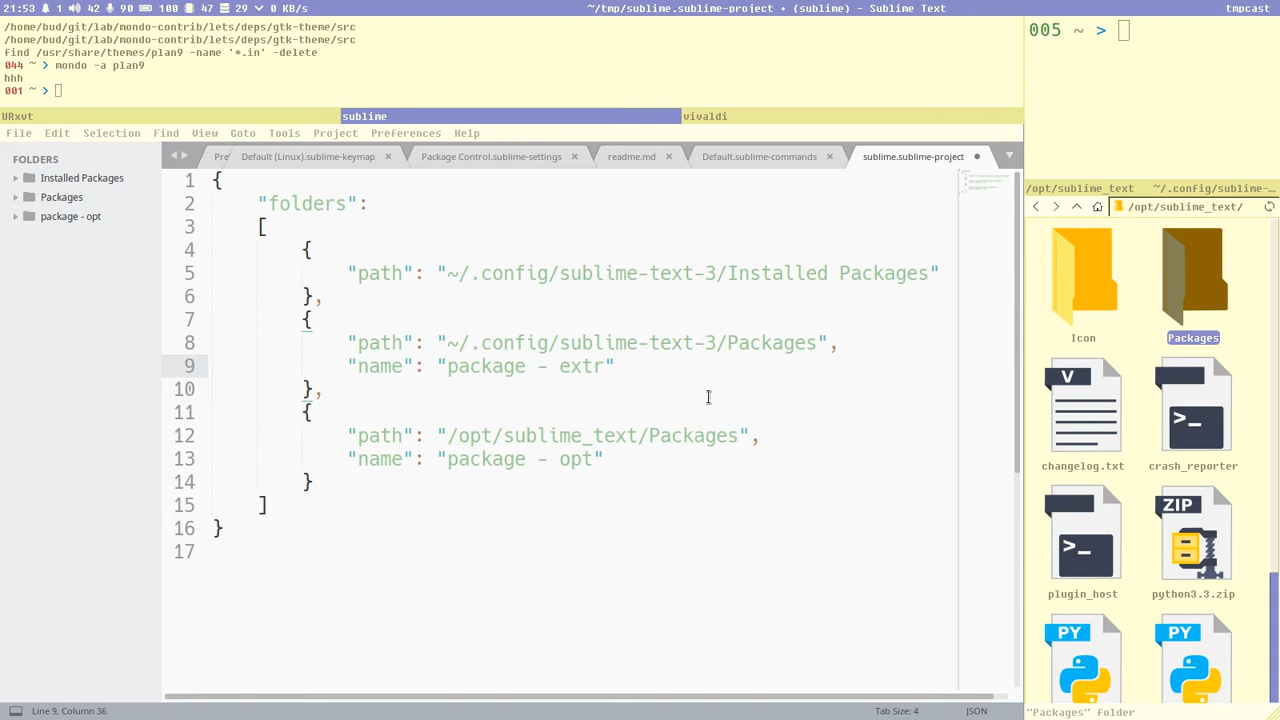 21:53 1 42 90 100 47 29 0 KB/s ~/tmp/sublime.sublime-project • (sublime) - Sublime Text tmpcast
/home/bud/git/lab/mondo-contrib/lets/deps/gtk-theme/src
/home/bud/git/lab/mondo-contrib/lets/deps/gtk-theme/src
find /usr/share/themes/plan9 -name '*.in' -delete
044 ~ > mondo -a plan9
hhh
001 ~ >
005 ~ >
URxvt sublime vivaldi
File Edit Selection Find View Goto Tools Project Preferences Help
FOLDERS
Installed Packages
Packages
package - opt
Pre Default (Linux).sublime-keymap Package Control.sublime-settings readme.md Default.sublime-commands sublime.sublime-project
1 {
2 "folders":
3 [
4 {
5 "path": "~/.config/sublime-text-3/Installed Packages"
6 },
7 {
8 "path": "~/.config/sublime-text-3/Packages",
9 "name": "package - extr"
10 },
11 {
12 "path": "/opt/sublime_text/Packages",
13 "name": "package - opt"
14 }
15 ]
16 }
17
Line 9, Column 36 Tab Size: 4 JSON
/opt/sublime_text ~/.config/sublime-…
/opt/sublime_text/
Icon Packages
V
>_
changelog.txt crash_reporter
>_
ZIP
plugin_host python3.3.zip
PY PY
"Packages" folder